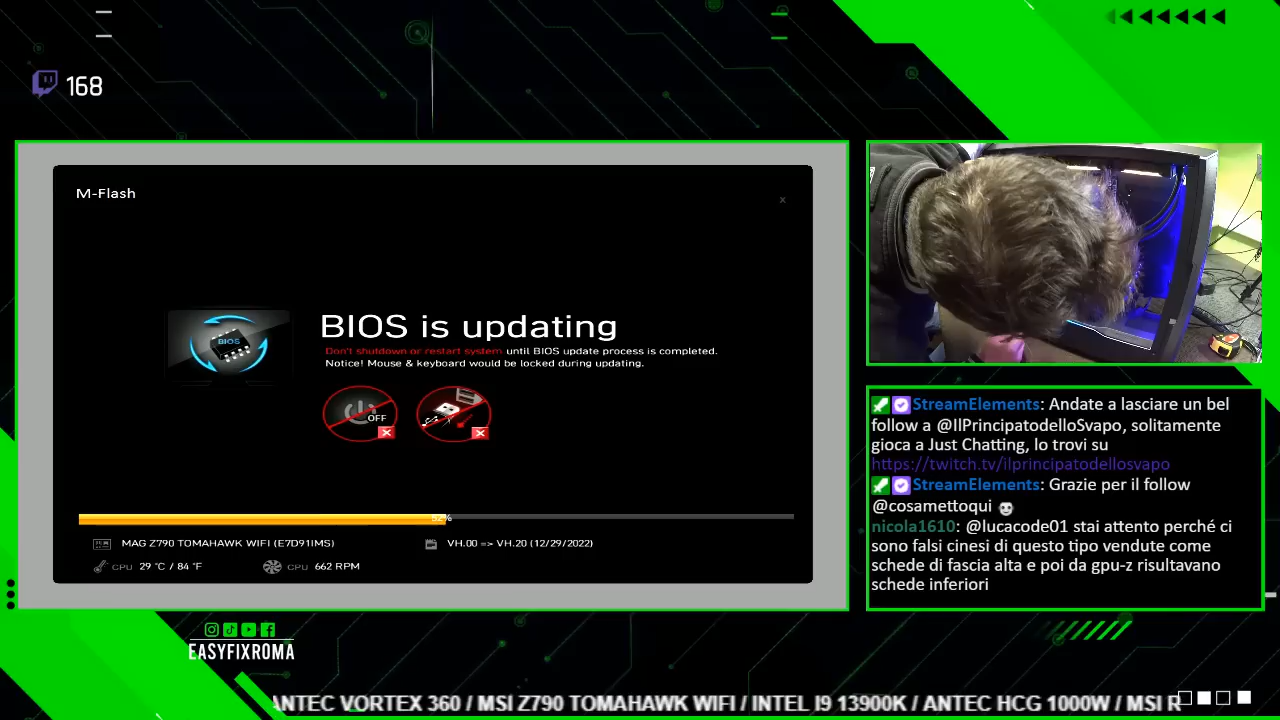 168
M-Flash
x
BIOS
BIOS is updating
Don't shutdown or restart system until BIOS update process is completed.
Notice! Mouse & keyboard would be locked during updating.
OFF
52%
MAG Z790 TOMAHAWK WIFI (E7D91IMS)
VH.00 => VH.20 (12/29/2022)
CPU 29 °C / 84 °F
CPU 662 RPM
StreamElements: Andate a lasciare un bel
follow a @IlPrincipatodelloSvapo, solitamente
gioca a Just Chatting, lo trovi su
https://twitch.tv/ilprincipatodellosvapo
StreamElements: Grazie per il follow
@cosamettoqui
nicola1610: @lucacode01 stai attento perché ci
sono falsi cinesi di questo tipo vendute come
schede di fascia alta e poi da gpu-z risultavano
schede inferiori
EASYFIXROMA
ANTEC VORTEX 360 / MSI Z790 TOMAHAWK WIFI / INTEL I9 13900K / ANTEC HCG 1000W / MSI R